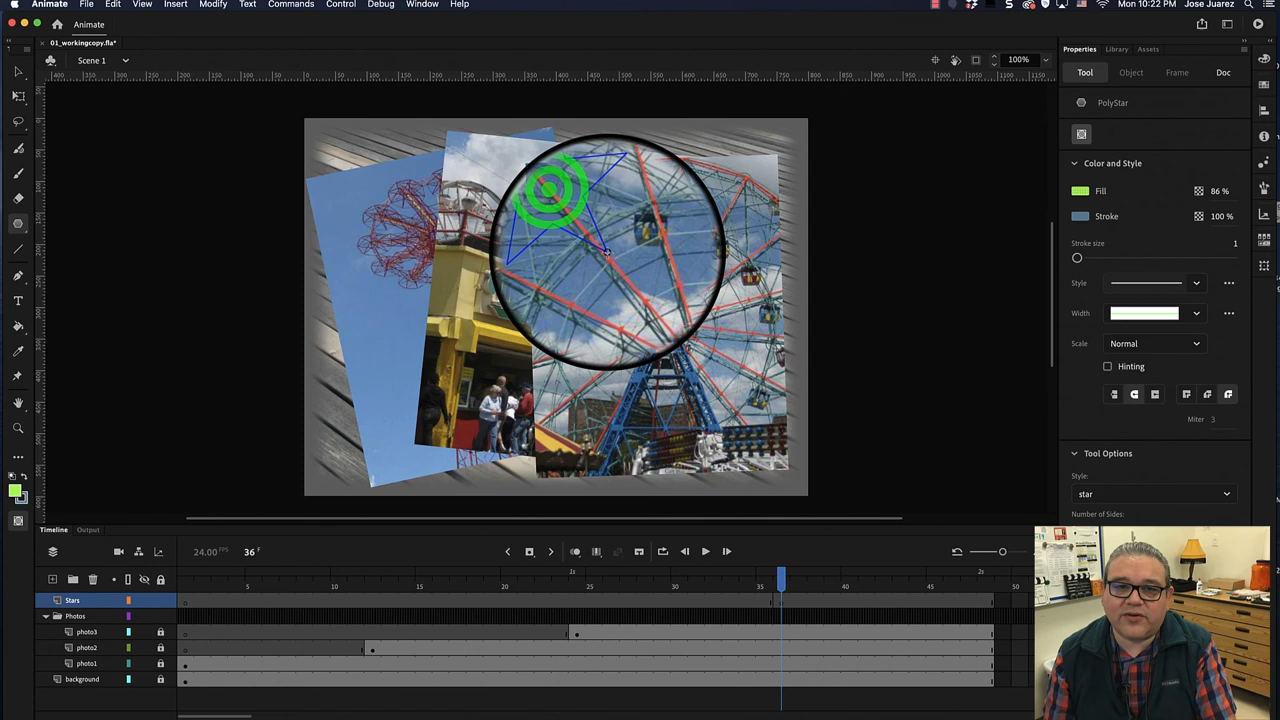 Animate File Edit View Insert Modify Text Commands Control Debug Window Help
Mon 10:22 PM Jose Juarez
Animate
01_workingcopy.fla*
Scene 1
100%
Properties Library Assets
Tool Object Frame Doc
PolyStar
Color and Style
Fill 86 %
Stroke 100 %
Stroke size 1
Style
Width
Scale Normal
Hinting
Miter 3
Tool Options
Style:
star
Number of Sides:
Timeline Output
24.00 FPS 36 F
1s 2s
5 10 15 20 25 30 35 40 45 50
Stars
Photos
photo3
photo2
photo1
background